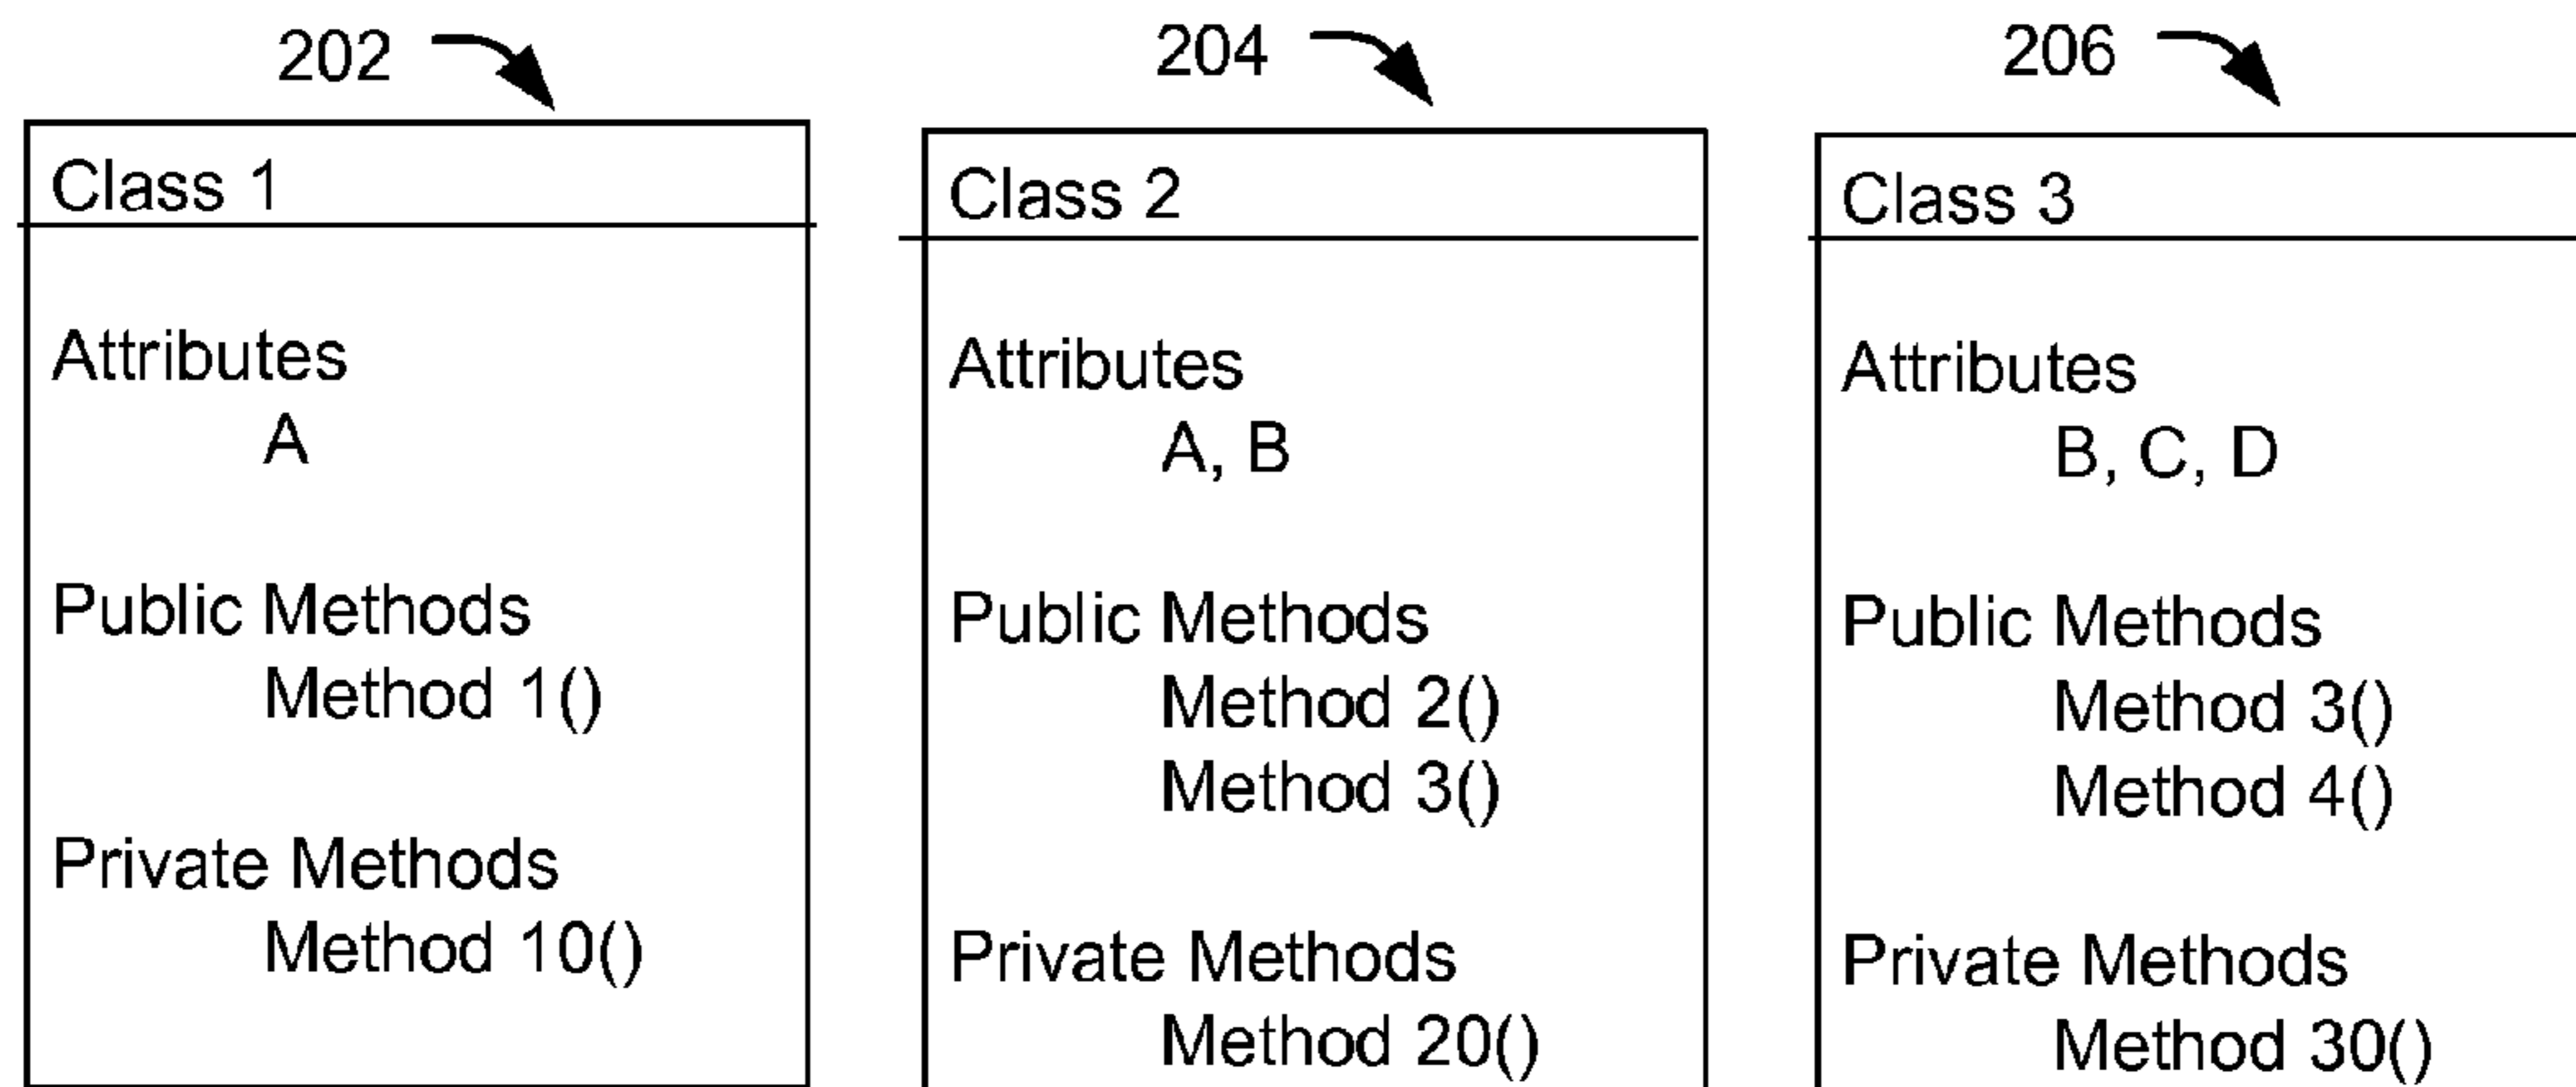 202
Class 1
Attributes
A
Public Methods
Method 1()
Private Methods
Method 10()
204
Class 2
Attributes
A, B
Public Methods
Method 2()
Method 3()
Private Methods
Method 20()
206
Class 3
Attributes
B, C, D
Public Methods
Method 3()
Method 4()
Private Methods
Method 30()